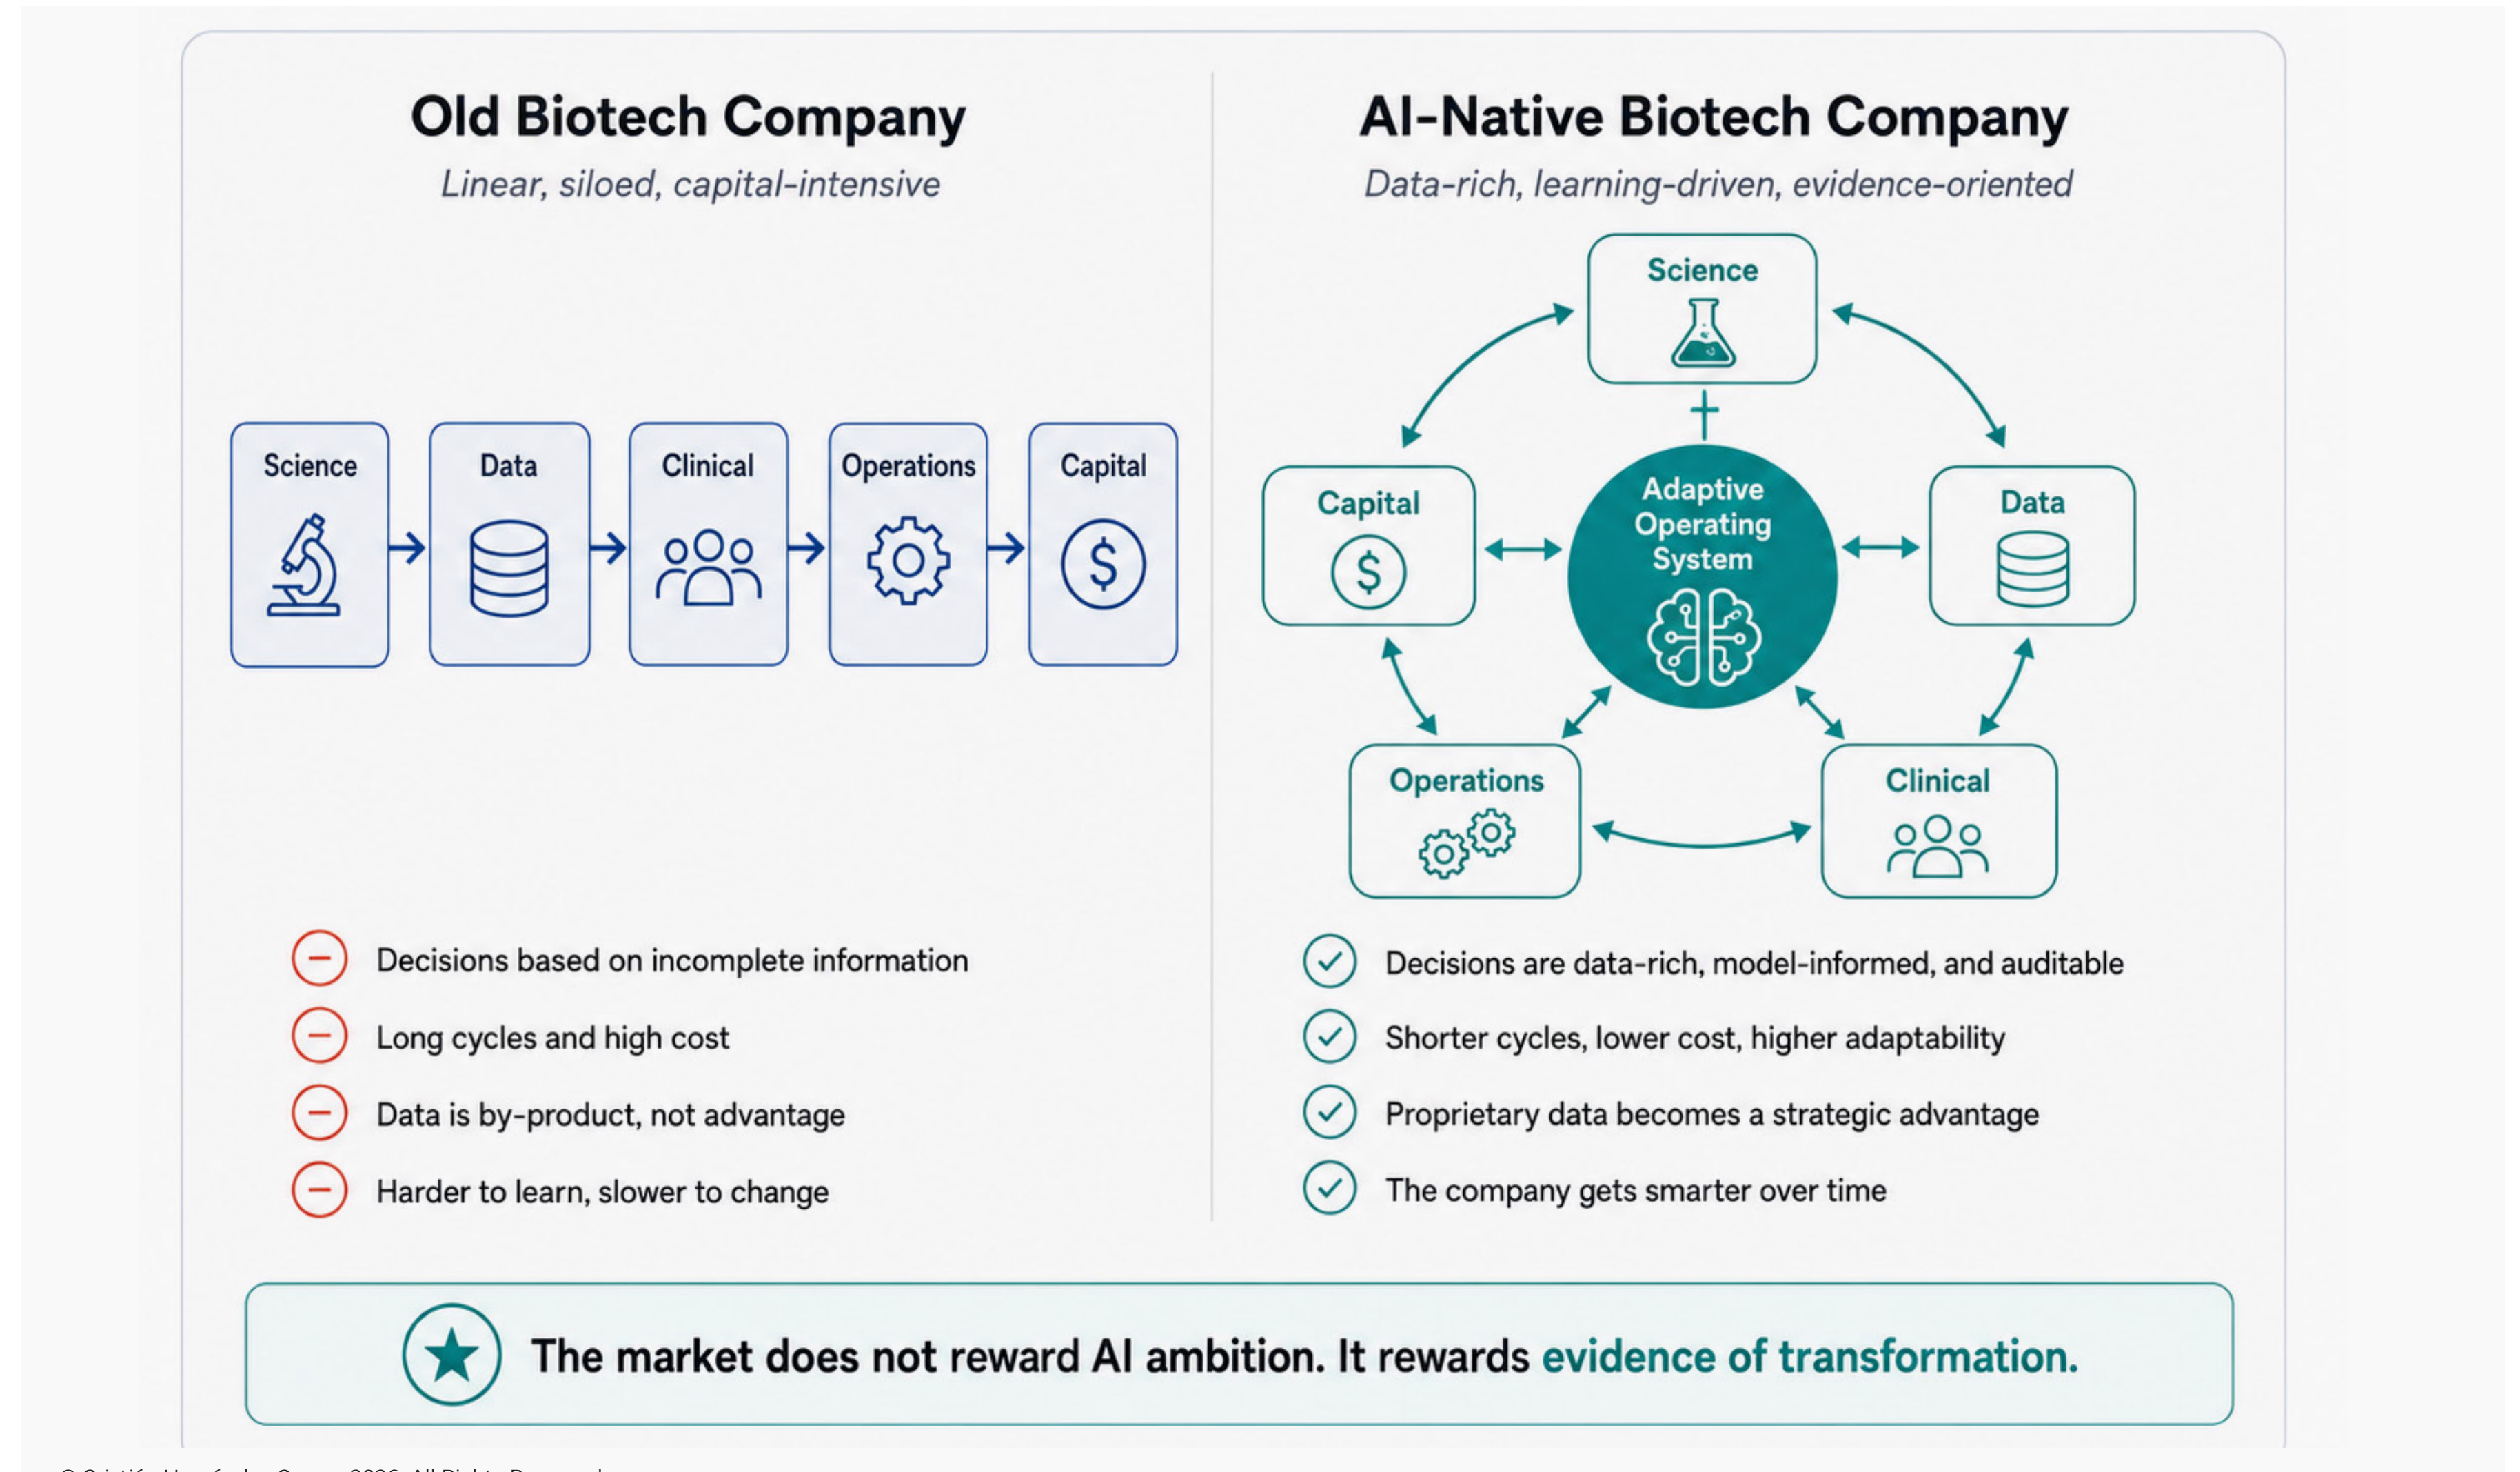 Old Biotech Company
Linear, siloed, capital-intensive
Science
Data
Clinical
Operations
Capital
Decisions based on incomplete information
Long cycles and high cost
Data is by-product, not advantage
Harder to learn, slower to change
AI-Native Biotech Company
Data-rich, learning-driven, evidence-oriented
Science
Capital
Adaptive
Operating
System
Data
Operations
Clinical
Decisions are data-rich, model-informed, and auditable
Shorter cycles, lower cost, higher adaptability
Proprietary data becomes a strategic advantage
The company gets smarter over time
The market does not reward AI ambition. It rewards evidence of transformation.